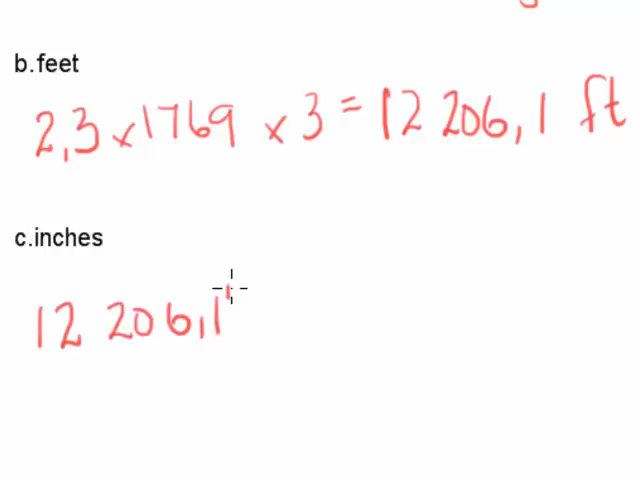 b.feet
2,3 × 1769 × 3 = 12 206,1 ft
c.inches
12 206,1